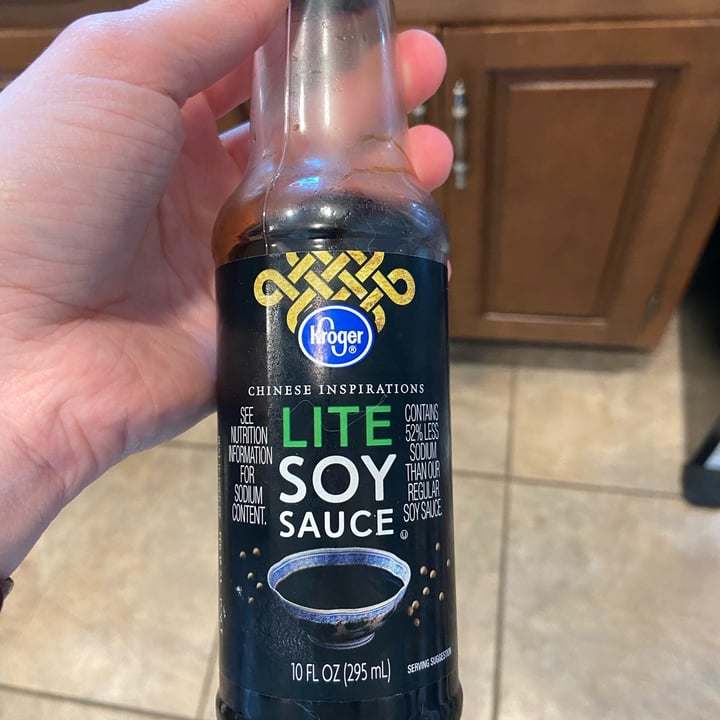 Kroger®
CHINESE INSPIRATIONS
LITE
SOY
SAUCE
SEE
NUTRITION
INFORMATION
FOR
SODIUM
CONTENT.
CONTAINS
52% LESS
SODIUM
THAN OUR
REGULAR
SOY SAUCE.
10 FL OZ (295 mL)
SERVING SUGGESTION